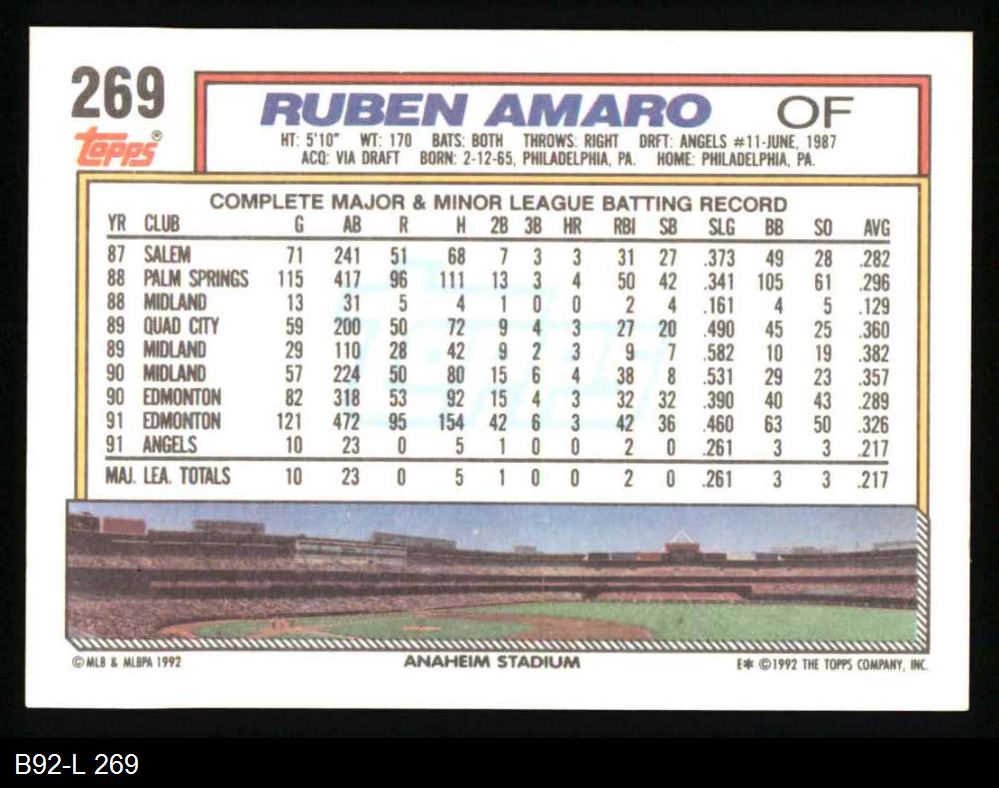 269
RUBEN AMARO OF
Topps®
HT: 5'10" WT: 170 BATS: BOTH THROWS: RIGHT DRFT: ANGELS #11-JUNE, 1987
ACQ: VIA DRAFT BORN: 2-12-65, PHILADELPHIA, PA. HOME: PHILADELPHIA, PA.
COMPLETE MAJOR & MINOR LEAGUE BATTING RECORD
YR CLUB G AB R H 2B 3B HR RBI SB SLG BB SO AVG
87 SALEM 71 241 51 68 7 3 3 31 27 .373 49 28 .282
88 PALM SPRINGS 115 417 96 111 13 3 4 50 42 .341 105 61 .296
88 MIDLAND 13 31 5 4 1 0 0 2 4 .161 4 5 .129
89 QUAD CITY 59 200 50 72 9 4 3 27 20 .490 45 25 .360
89 MIDLAND 29 110 28 42 9 2 3 9 7 .582 10 19 .382
90 MIDLAND 57 224 50 80 15 6 4 38 8 .531 29 23 .357
90 EDMONTON 82 318 53 92 15 4 3 32 32 .390 40 43 .289
91 EDMONTON 121 472 95 154 42 6 3 42 36 .460 63 50 .326
91 ANGELS 10 23 0 5 1 0 0 2 0 .261 3 3 .217
MAJ. LEA. TOTALS 10 23 0 5 1 0 0 2 0 .261 3 3 .217
Topps
© MLB & MLBPA 1992 ANAHEIM STADIUM E* © 1992 THE TOPPS COMPANY, INC.
B92-L 269